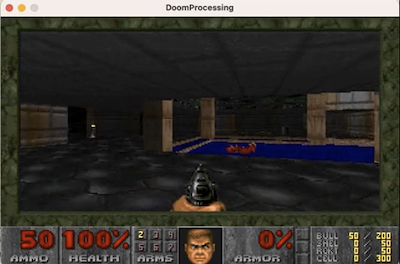 DoomProcessing
50 100% 2 3 4 0% BULL 50 / 200
5 6 7 SHEL 0 / 50
RCKT 0 / 50
AMMO HEALTH ARMS ARMOR CELL 0 / 300